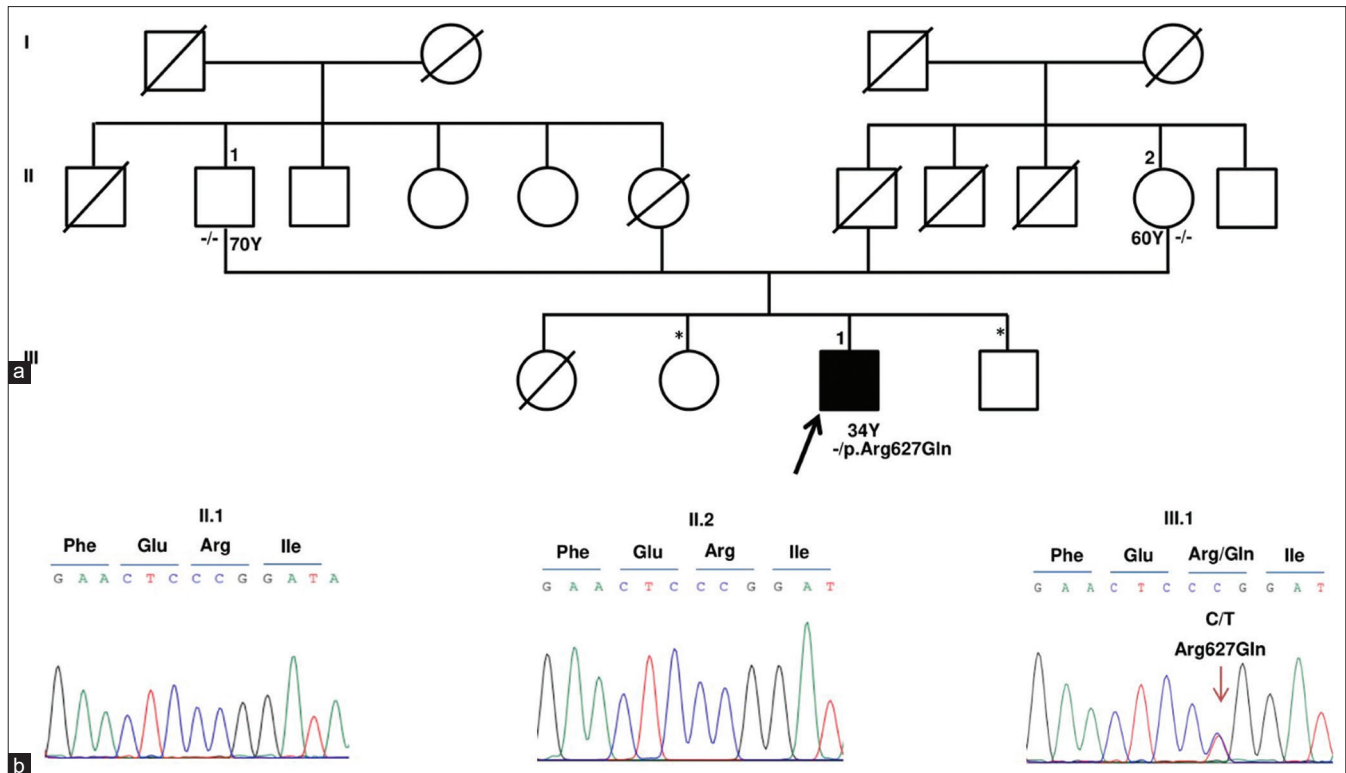 I
II
1
2
-/- 70Y
60Y -/-
III
a
*
1
*
34Y
-/p.Arg627Gln
II.1
Phe Glu Arg Ile
G A A C T C C C G G A T A
II.2
Phe Glu Arg Ile
G A A C T C C C G G A T
III.1
Phe Glu Arg/Gln Ile
G A A C T C C C G G A T
C/T
Arg627Gln
b